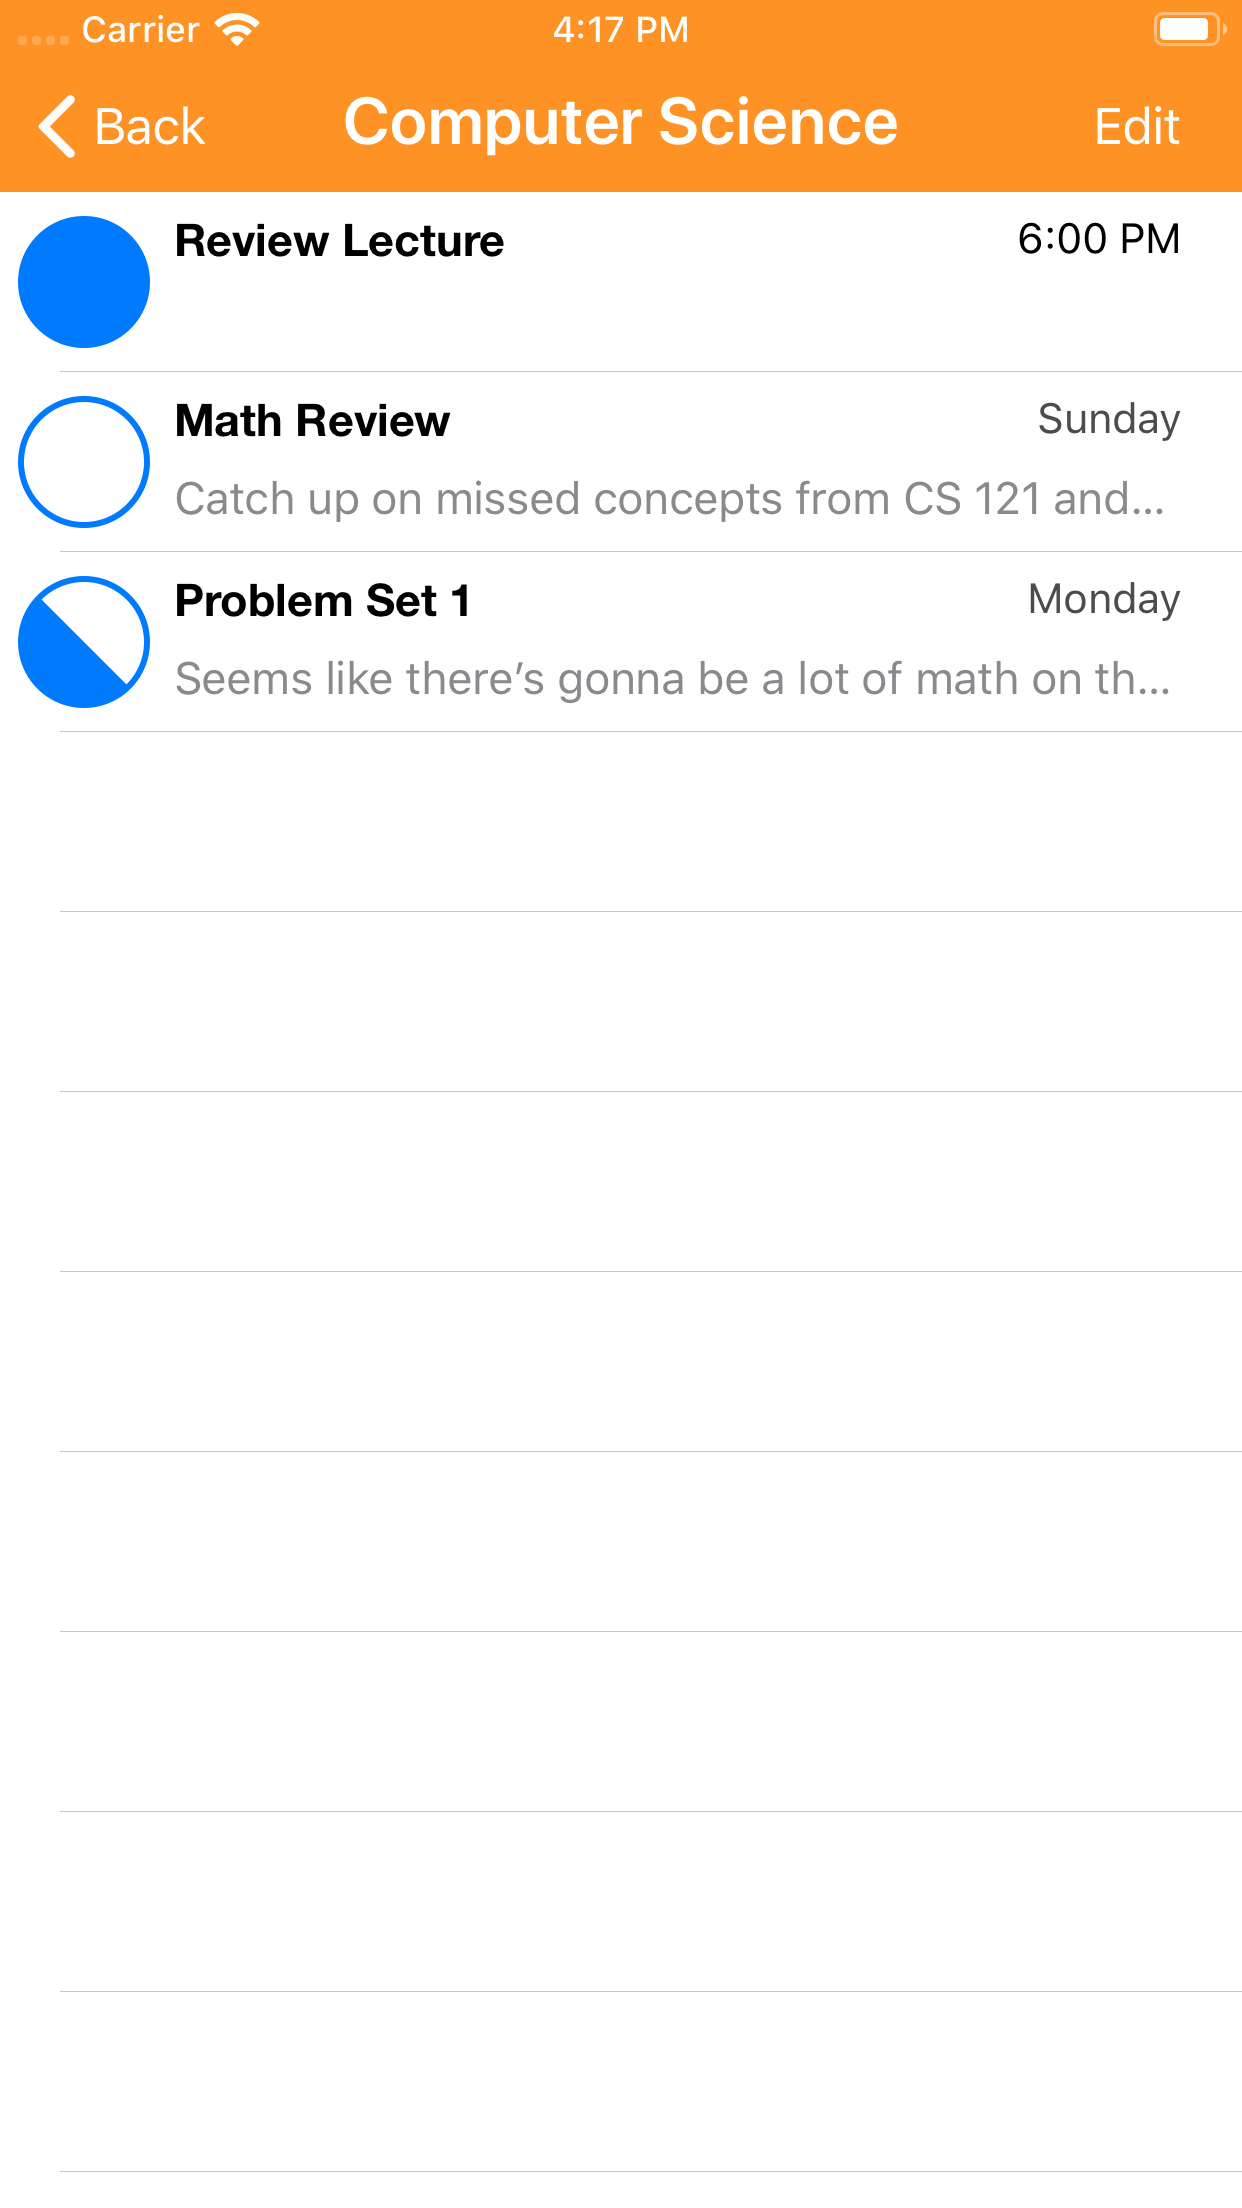 Carrier 4:17 PM
Back Computer Science Edit
Review Lecture 6:00 PM
Math Review Sunday
Catch up on missed concepts from CS 121 and...
Problem Set 1 Monday
Seems like there’s gonna be a lot of math on th...